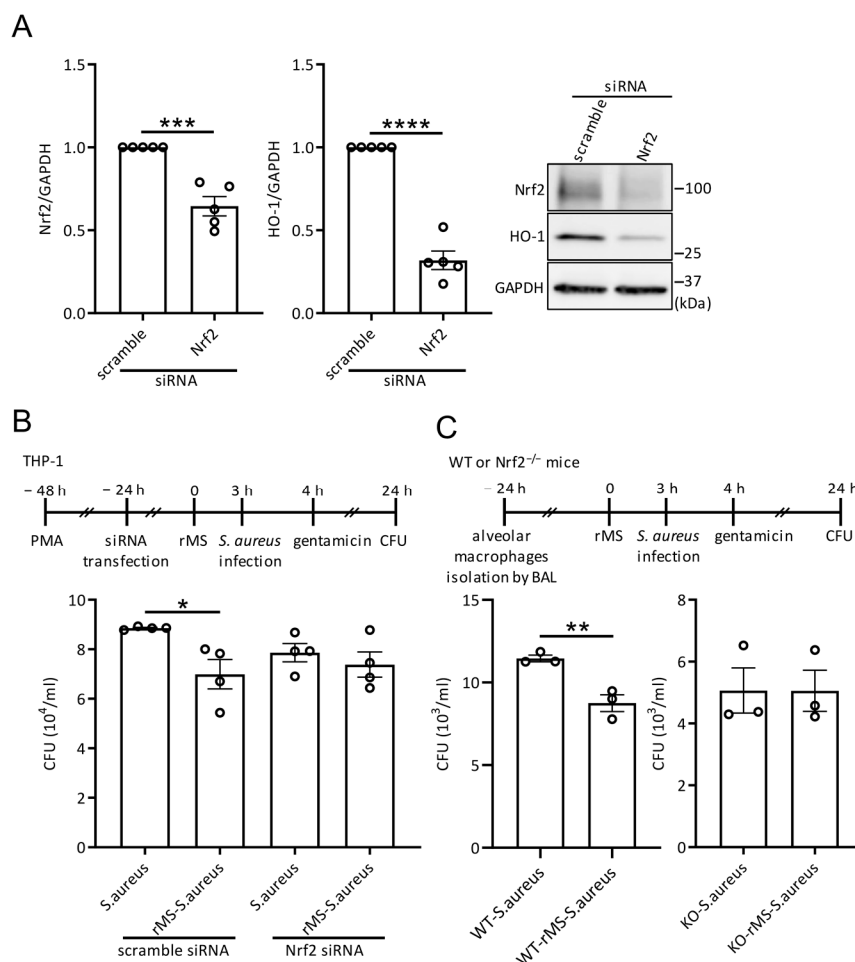 A
1.5
1.0
0.5
0.0
Nrf2/GAPDH
***
scramble
Nrf2
siRNA
1.5
1.0
0.5
0.0
HO-1/GAPDH
****
scramble
Nrf2
siRNA
siRNA
scramble
Nrf2
Nrf2
–100
HO-1
–25
GAPDH
–37
(kDa)
B
THP-1
– 48 h
– 24 h
0
3 h
4 h
24 h
PMA
siRNA
transfection
rMS
S. aureus
infection
gentamicin
CFU
10
8
6
4
2
0
CFU (10⁴/ml)
*
S.aureus
rMS-S.aureus
S.aureus
rMS-S.aureus
scramble siRNA
Nrf2 siRNA
C
WT or Nrf2⁻/⁻ mice
– 24 h
0
3 h
4 h
24 h
alveolar
macrophages
isolation by BAL
rMS
S. aureus
infection
gentamicin
CFU
15
10
5
0
CFU (10³/ml)
**
WT-S.aureus
WT-rMS-S.aureus
8
6
4
2
0
CFU (10³/ml)
KO-S.aureus
KO-rMS-S.aureus